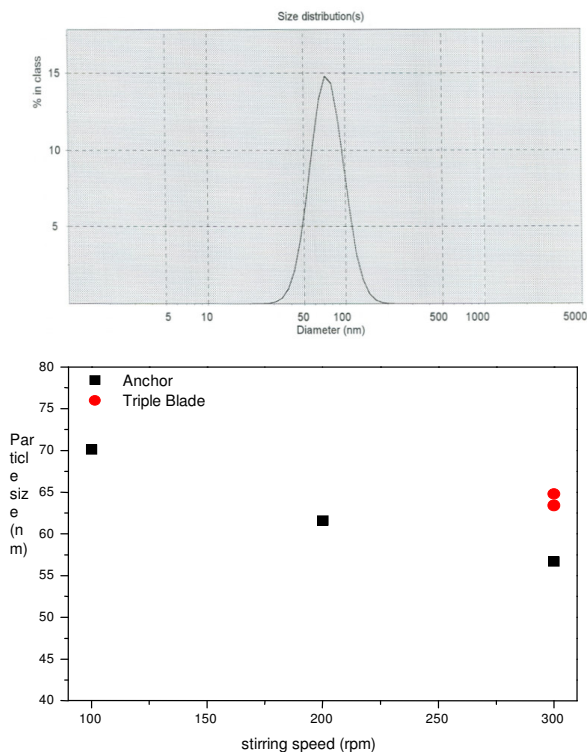 Size distribution(s)
% in class
15
10
5
5 10 50 100 500 1000 5000
Diameter (nm)
80
75
70
65
60
55
50
45
40
Par
ticl
e
siz
e
(n
m)
Anchor
Triple Blade
100 150 200 250 300
stirring speed (rpm)